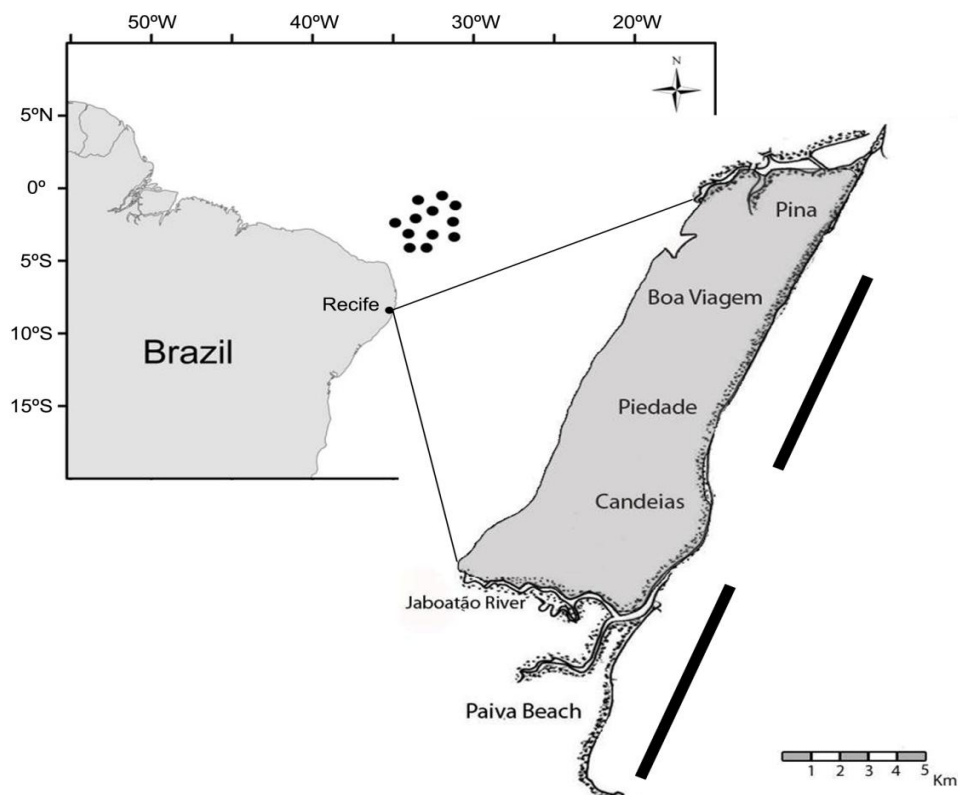 50ºW 40ºW 30ºW 20ºW
N
5ºN
0º
5ºS
10ºS
15ºS
Recife
Brazil
Pina
Boa Viagem
Piedade
Candeias
Jaboatão River
Paiva Beach
1 2 3 4 5
Km